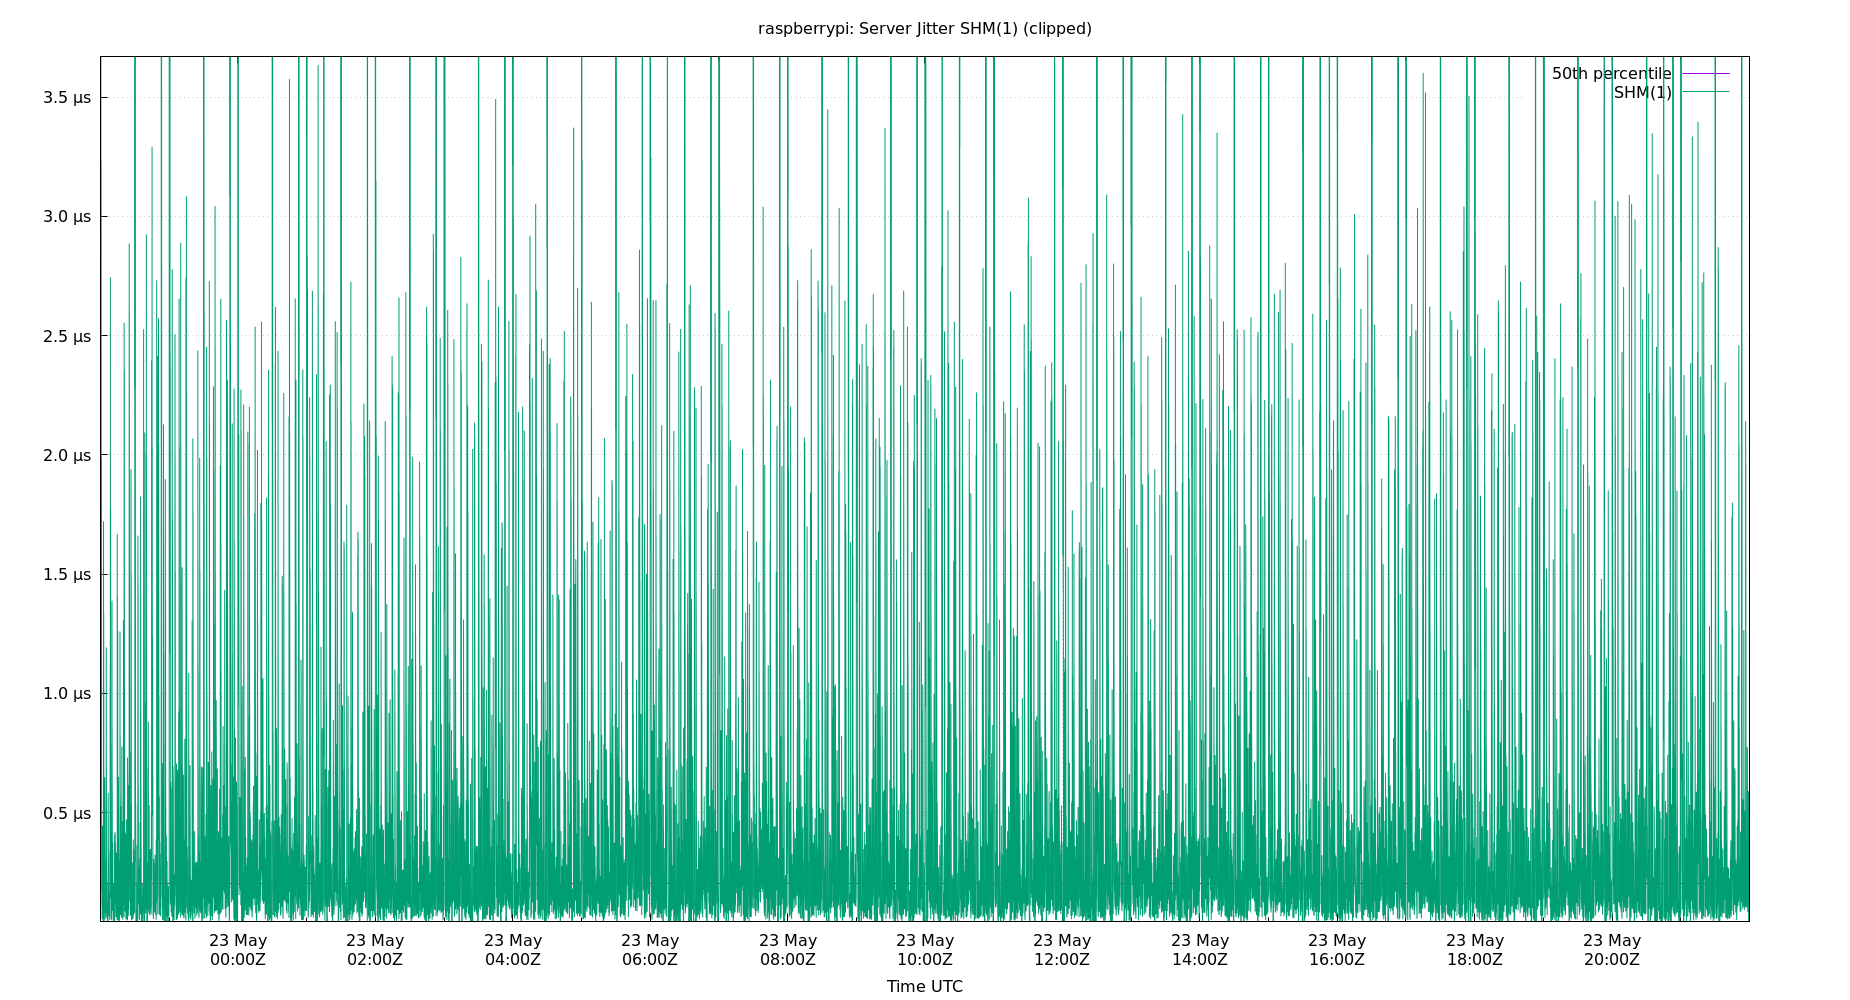 raspberrypi: Server Jitter SHM(1) (clipped)
50th percentile
SHM(1)
3.5 µs
3.0 µs
2.5 µs
2.0 µs
1.5 µs
1.0 µs
0.5 µs
23 May 23 May 23 May 23 May 23 May 23 May 23 May 23 May 23 May 23 May 23 May
00:00Z 02:00Z 04:00Z 06:00Z 08:00Z 10:00Z 12:00Z 14:00Z 16:00Z 18:00Z 20:00Z
Time UTC